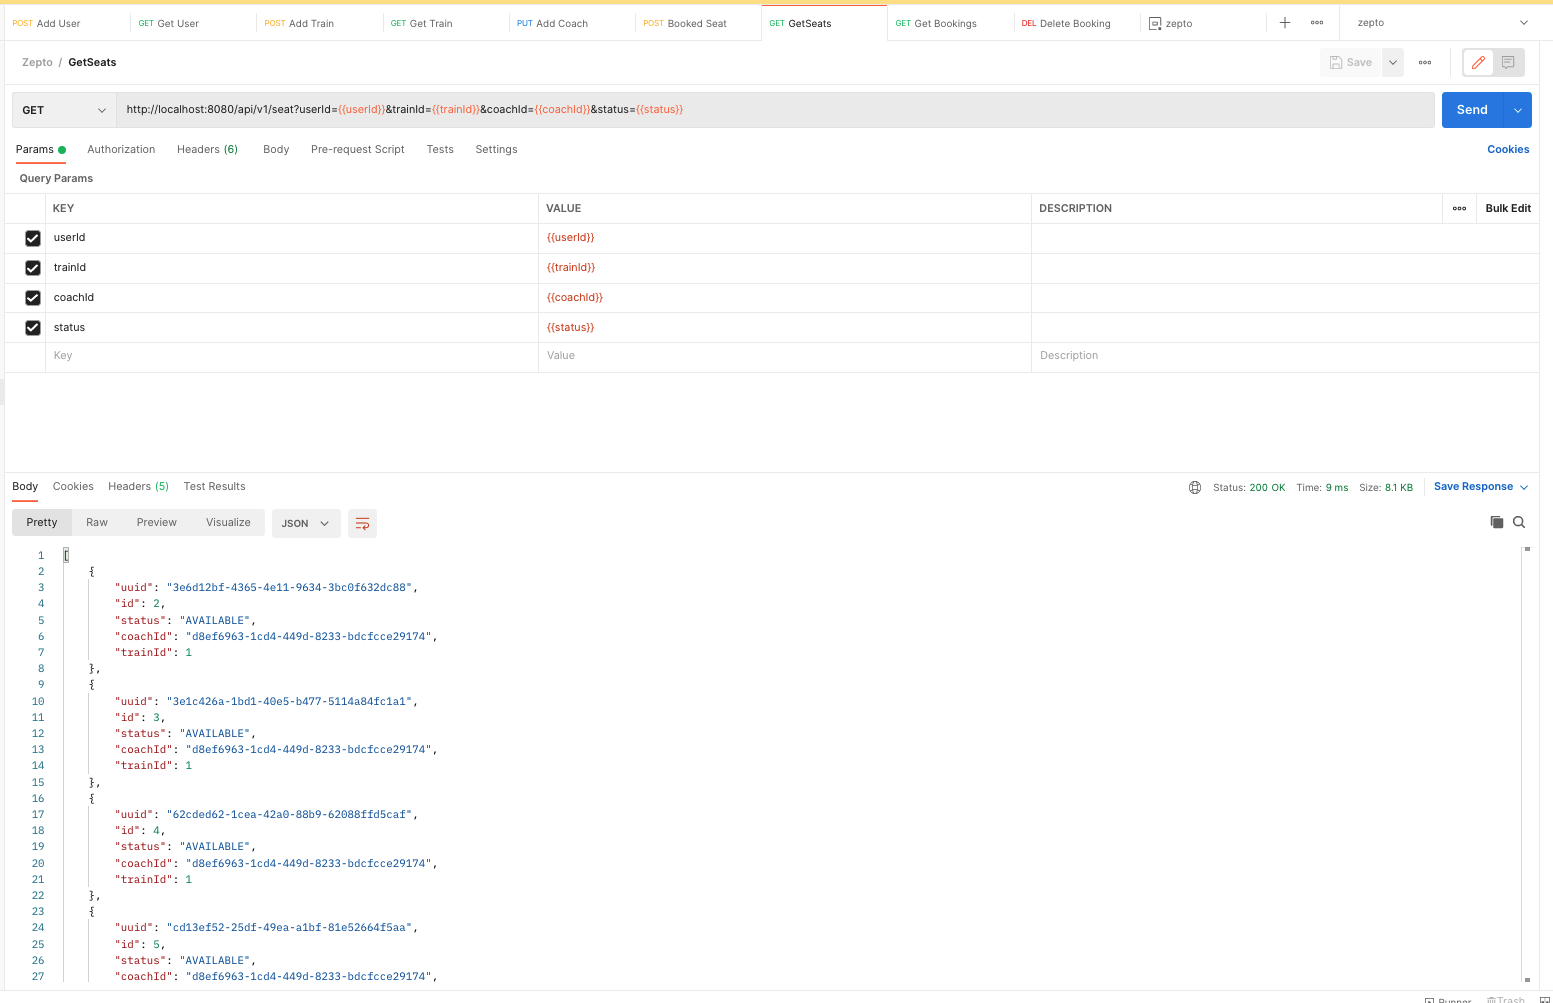 POST Add User GET Get User POST Add Train GET Get Train PUT Add Coach POST Booked Seat GET GetSeats GET Get Bookings DEL Delete Booking zepto zepto
Zepto / GetSeats Save
GET http://localhost:8080/api/v1/seat?userId={{userId}}&trainId={{trainId}}&coachId={{coachId}}&status={{status}} Send
Params Authorization Headers (6) Body Pre-request Script Tests Settings Cookies
Query Params
KEY VALUE DESCRIPTION Bulk Edit
userId {{userId}}
trainId {{trainId}}
coachId {{coachId}}
status {{status}}
Key Value Description
Body Cookies Headers (5) Test Results Status: 200 OK Time: 9 ms Size: 8.1 KB Save Response
Pretty Raw Preview Visualize JSON
1 [
2 {
3 "uuid": "3e6d12bf-4365-4e11-9634-3bc0f632dc88",
4 "id": 2,
5 "status": "AVAILABLE",
6 "coachId": "d8ef6963-1cd4-449d-8233-bdcfcce29174",
7 "trainId": 1
8 },
9 {
10 "uuid": "3e1c426a-1bd1-40e5-b477-5114a84fc1a1",
11 "id": 3,
12 "status": "AVAILABLE",
13 "coachId": "d8ef6963-1cd4-449d-8233-bdcfcce29174",
14 "trainId": 1
15 },
16 {
17 "uuid": "62cded62-1cea-42a0-88b9-62088ffd5caf",
18 "id": 4,
19 "status": "AVAILABLE",
20 "coachId": "d8ef6963-1cd4-449d-8233-bdcfcce29174",
21 "trainId": 1
22 },
23 {
24 "uuid": "cd13ef52-25df-49ea-a1bf-81e52664f5aa",
25 "id": 5,
26 "status": "AVAILABLE",
27 "coachId": "d8ef6963-1cd4-449d-8233-bdcfcce29174",
Runner Trash